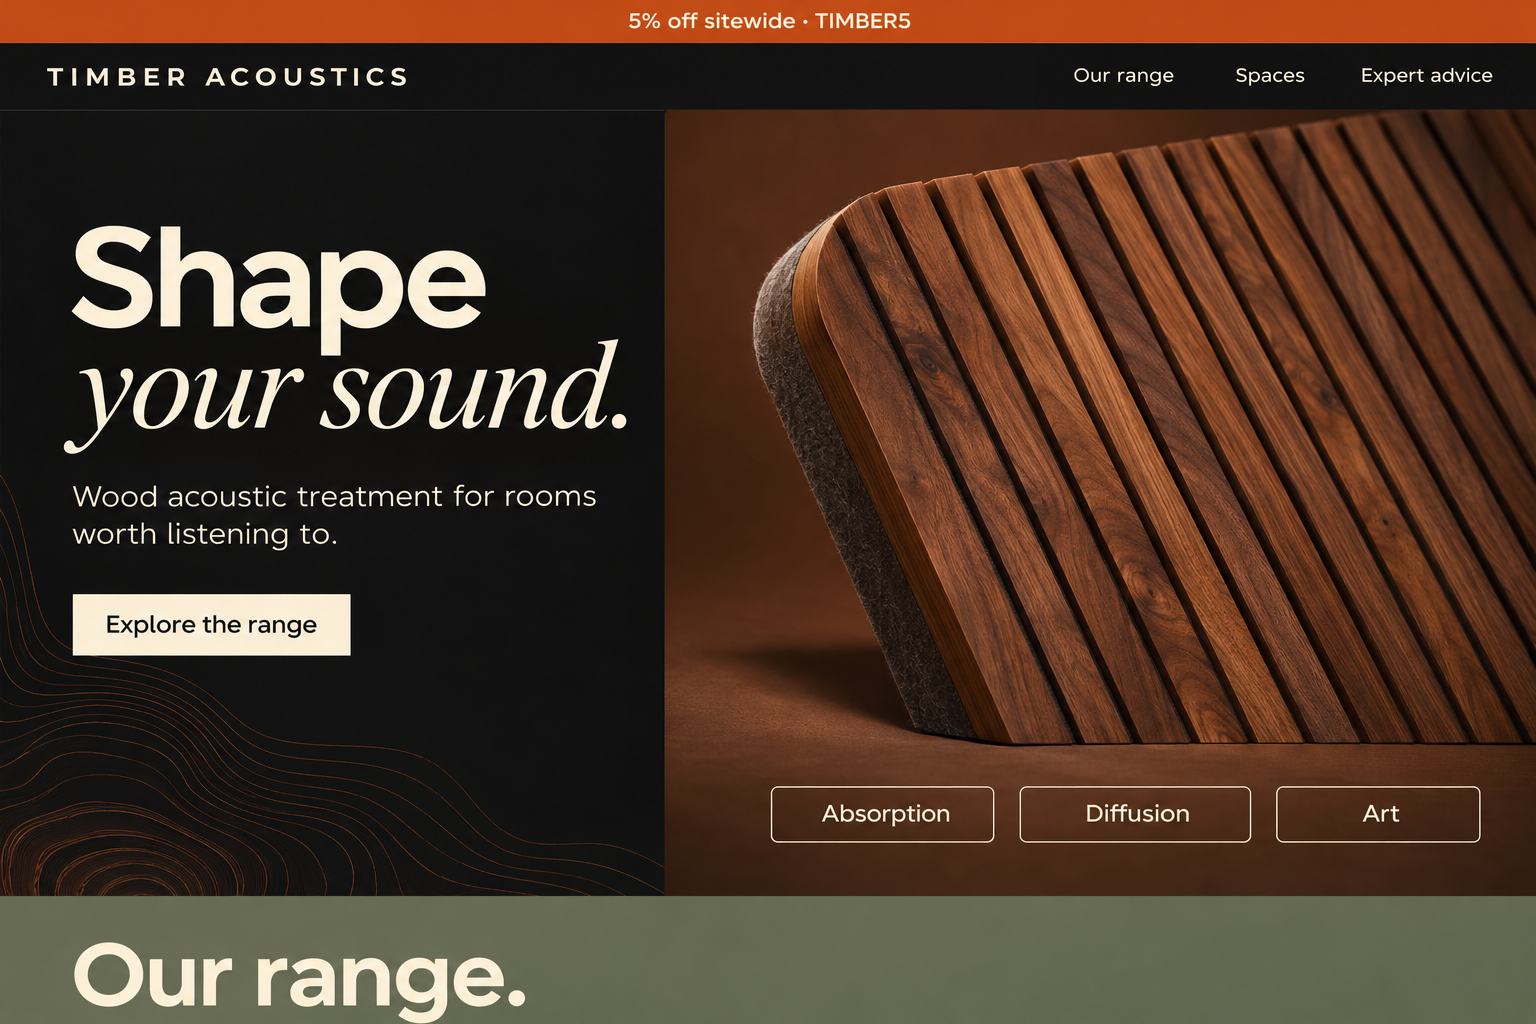 5% off sitewide · TIMBER5
TIMBER ACOUSTICS
Our range
Spaces
Expert advice
Shape
your sound.
Wood acoustic treatment for rooms
worth listening to.
Explore the range
Absorption
Diffusion
Art
Our range.